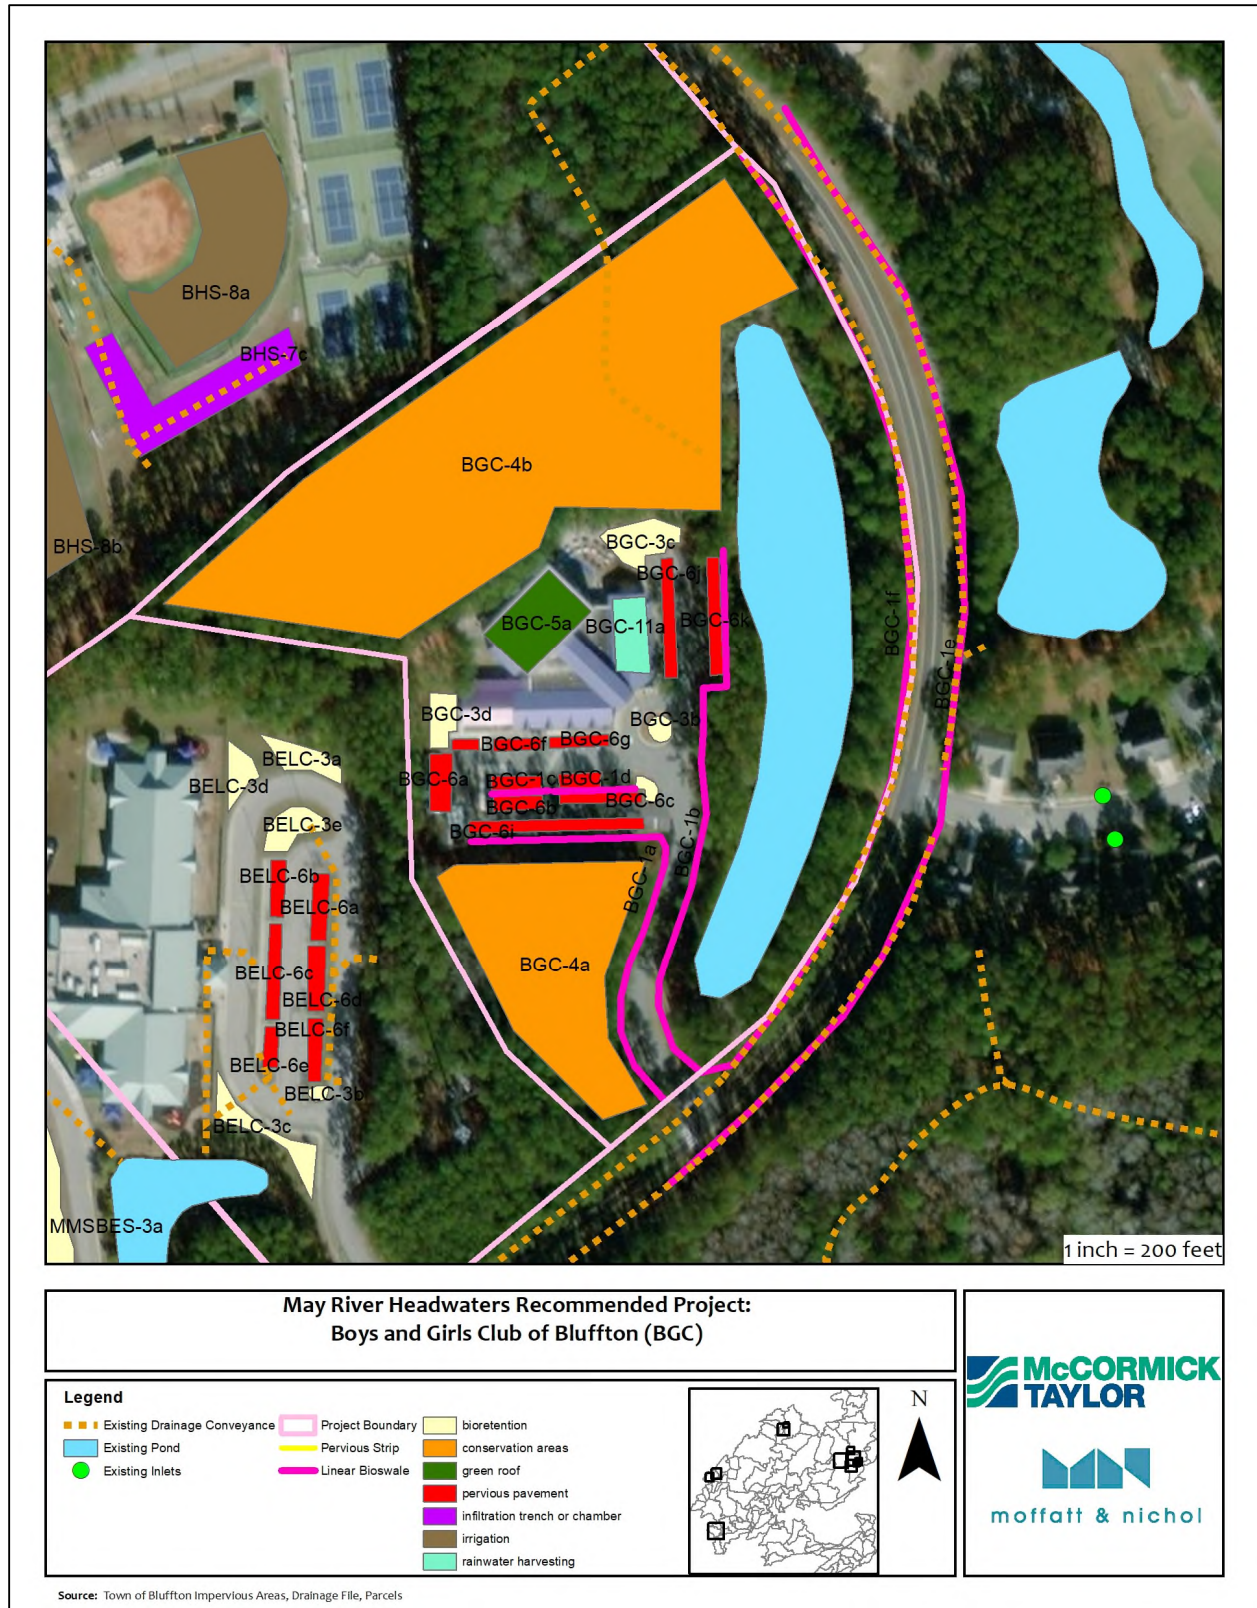 BHS-8a
BHS-7c
BGC-4b
BHS-8b
BGC-3c
BGC-6j
BGC-5a
BGC-11a
BGC-6k
BGC-1f
BGC-1e
BGC-3d
BGC-3b
BGC-6f
BGC-6g
BELC-3a
BELC-3d
BGC-6a
BGC-1c
BGC-1d
BGC-6b
BGC-6c
BELC-3e
BGC-6i
BGC-1a
BGC-1b
BELC-6b
BELC-6a
BGC-4a
BELC-6c
BELC-6d
BELC-6f
BELC-6e
BELC-3b
BELC-3c
MMSBES-3a
1 inch = 200 feet
May River Headwaters Recommended Project:
Boys and Girls Club of Bluffton (BGC)
Legend
Existing Drainage Conveyance
Existing Pond
Existing Inlets
Project Boundary
Pervious Strip
Linear Bioswale
bioretention
conservation areas
green roof
pervious pavement
infiltration trench or chamber
irrigation
rainwater harvesting
N
McCORMICK
TAYLOR
moffatt & nichol
Source: Town of Bluffton Impervious Areas, Drainage File, Parcels